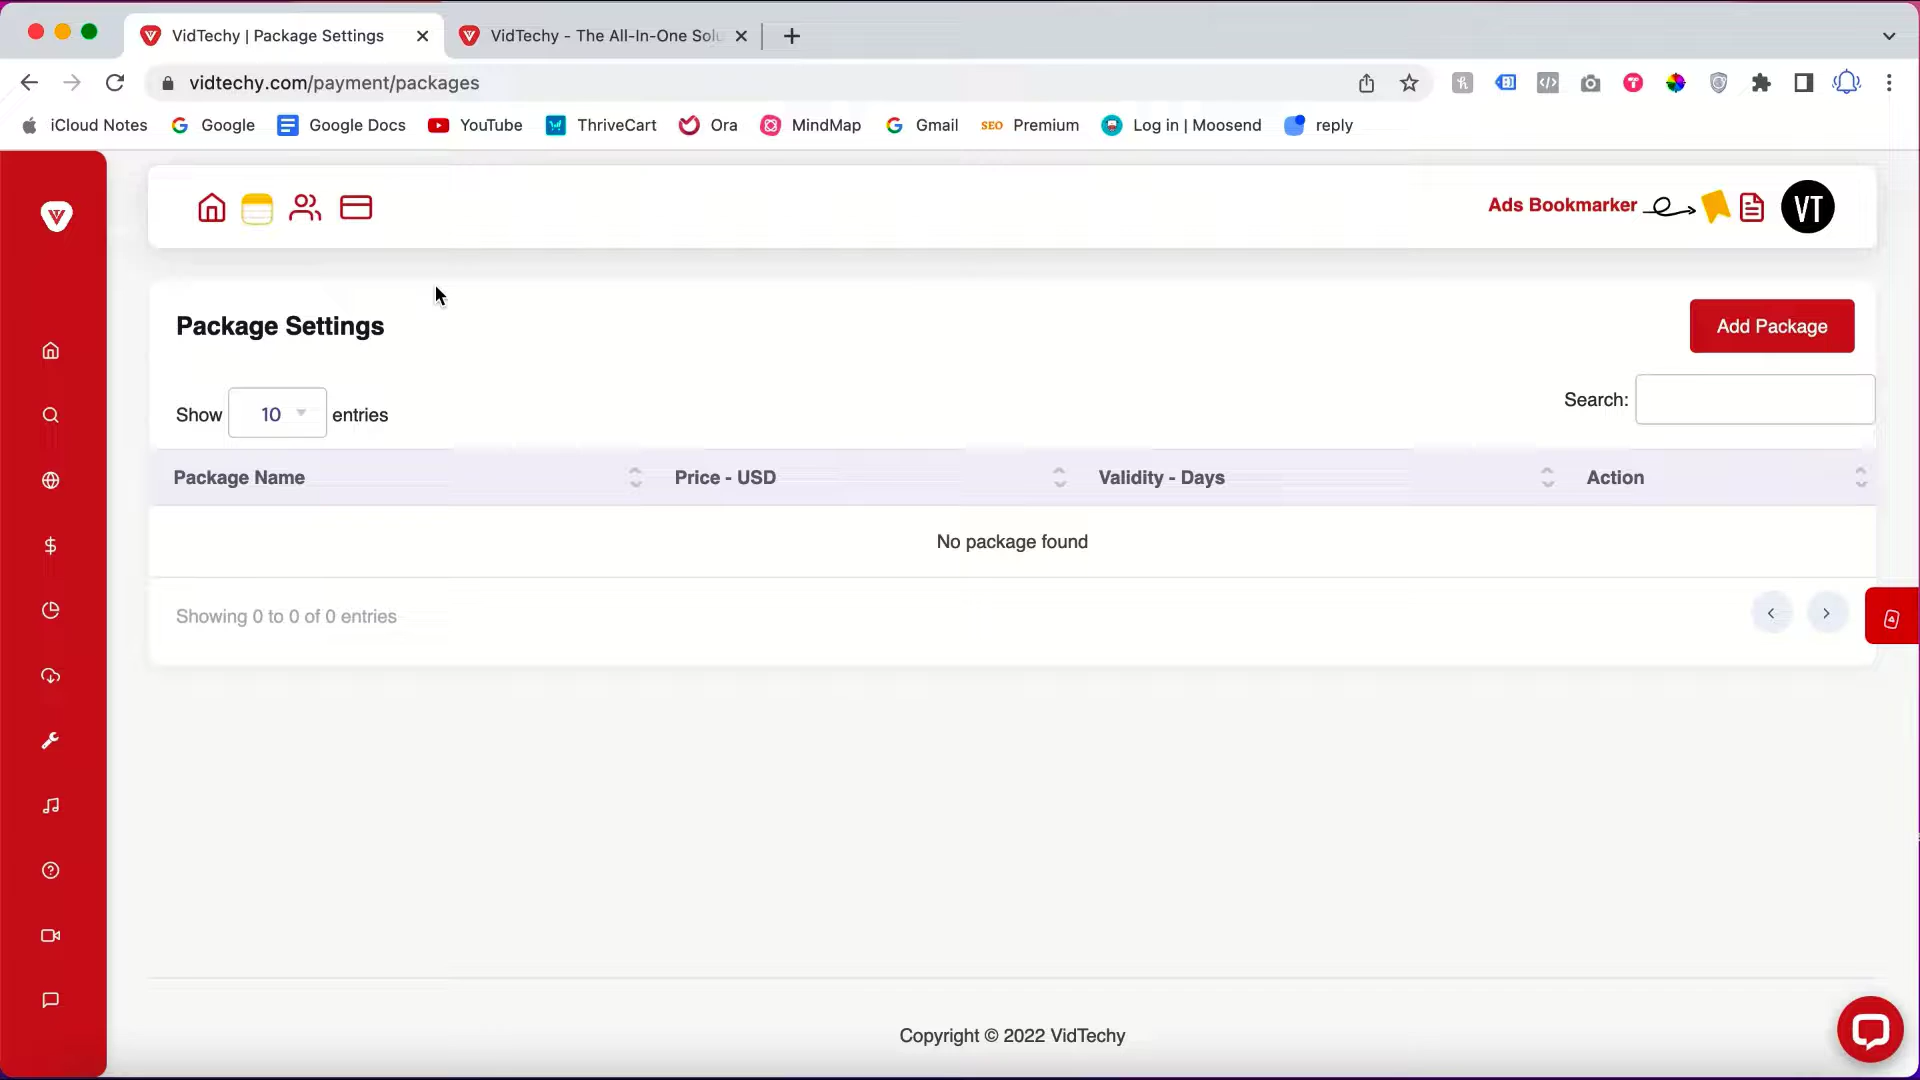 VidTechy | Package Settings
VidTechy - The All-In-One Solu
vidtechy.com/payment/packages
iCloud Notes
Google
Google Docs
YouTube
ThriveCart
Ora
MindMap
Gmail
SEO Premium
Log in | Moosend
reply
Ads Bookmarker
VT
Package Settings
Add Package
Show 10 entries
Search:
Package Name
Price - USD
Validity - Days
Action
No package found
Showing 0 to 0 of 0 entries
Copyright © 2022 VidTechy